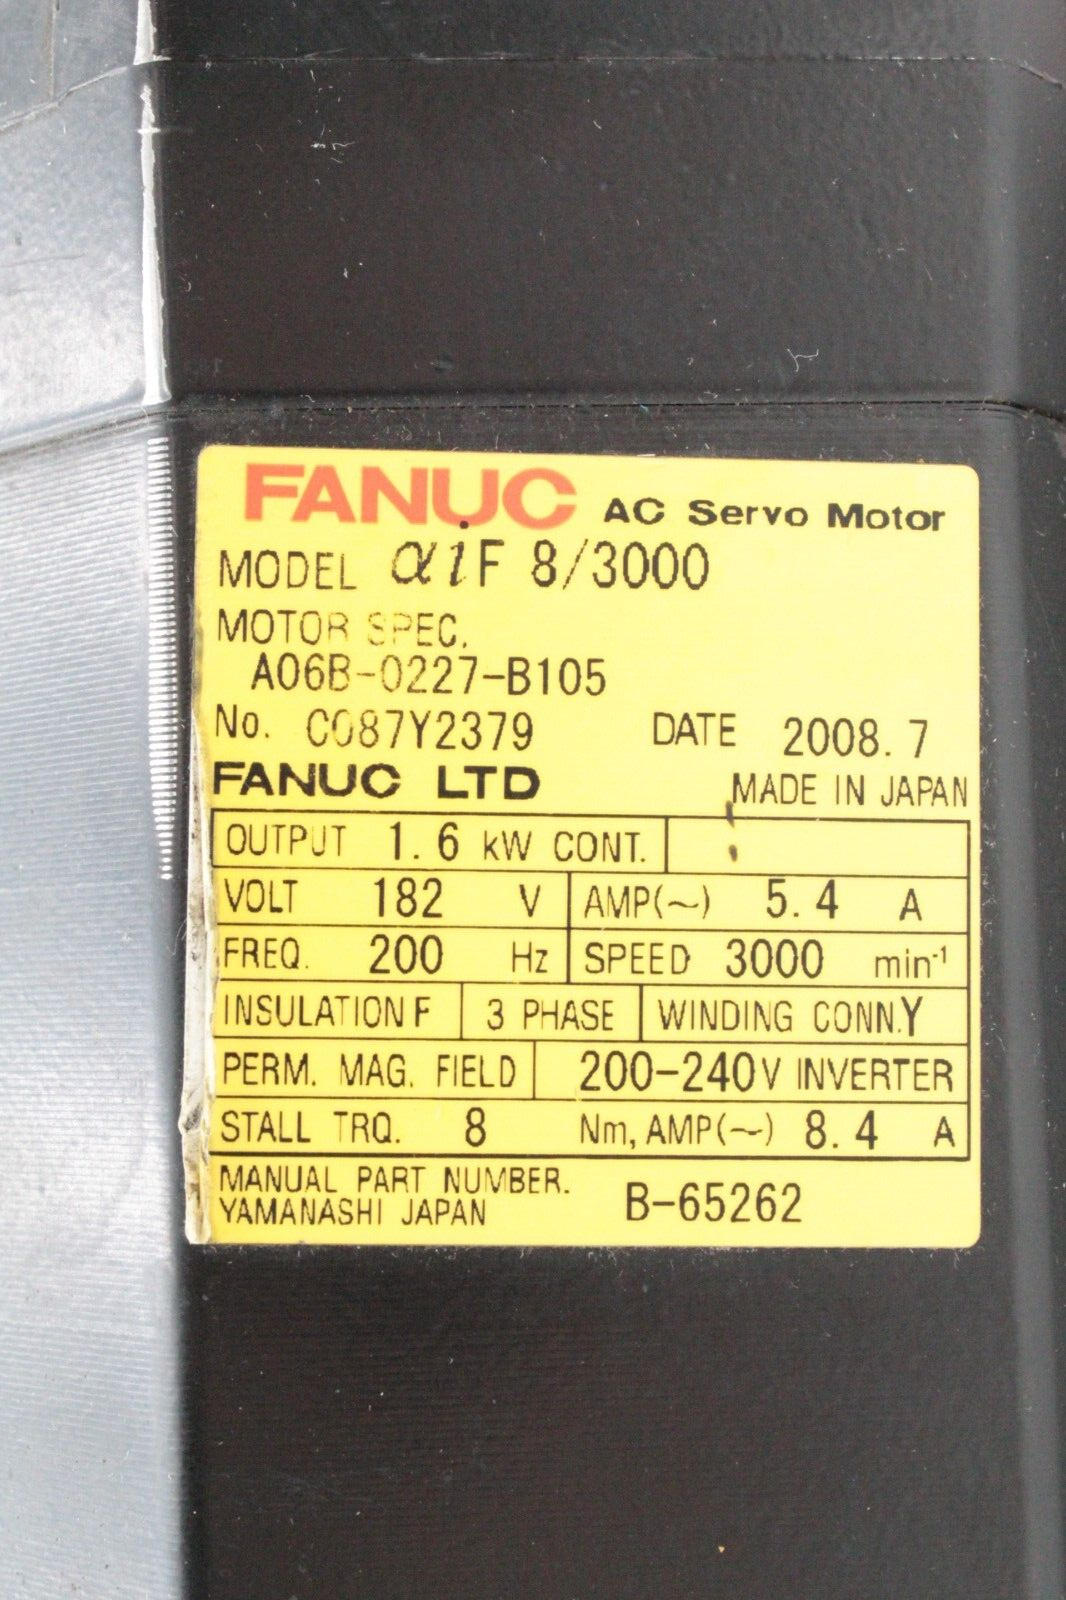 FANUC AC Servo Motor
MODEL αiF 8/3000
MOTOR SPEC.
A06B-0227-B105
No. C087Y2379 DATE 2008.7
FANUC LTD MADE IN JAPAN
OUTPUT 1.6 kW CONT.
VOLT 182 V AMP(~) 5.4 A
FREQ. 200 Hz SPEED 3000 min-1
INSULATION F 3 PHASE WINDING CONN.Y
PERM. MAG. FIELD 200-240V INVERTER
STALL TRQ. 8 Nm, AMP(~) 8.4 A
MANUAL PART NUMBER. B-65262
YAMANASHI JAPAN